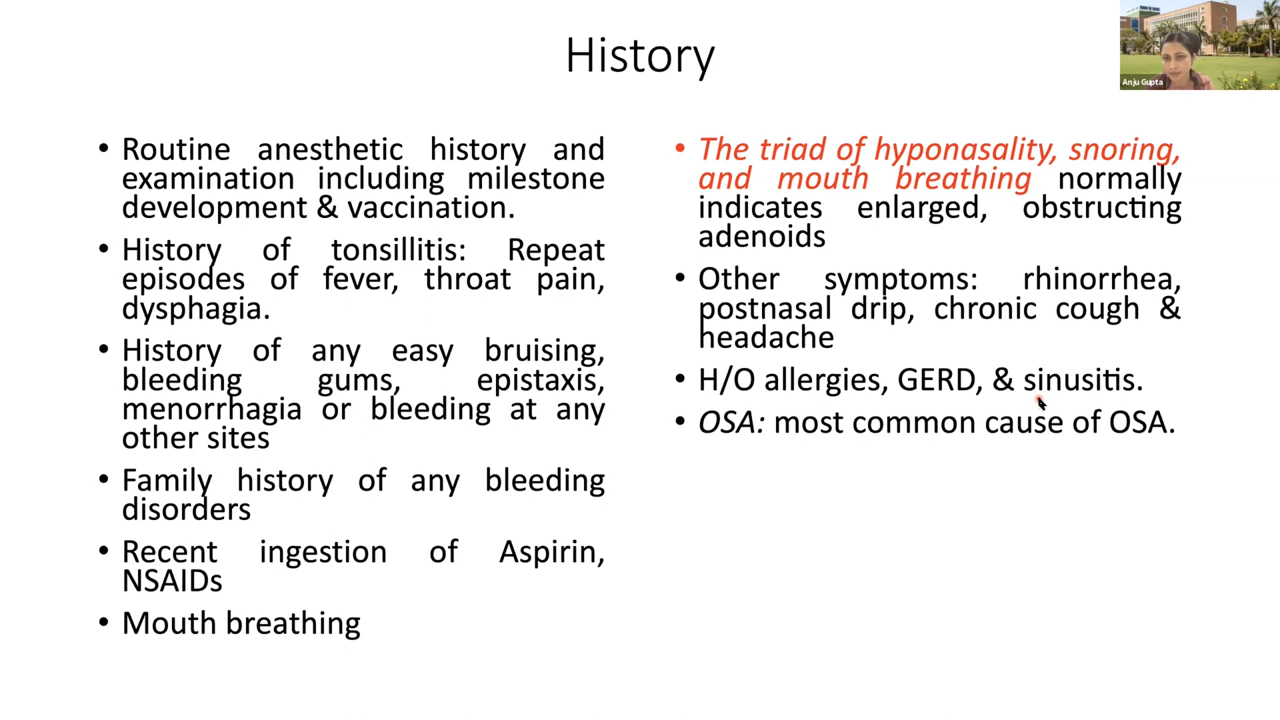 History
Anju Gupta
• Routine anesthetic history and
examination including milestone
development & vaccination.
• History of tonsillitis: Repeat
episodes of fever, throat pain,
dysphagia.
• History of any easy bruising,
bleeding gums, epistaxis,
menorrhagia or bleeding at any
other sites
• Family history of any bleeding
disorders
• Recent ingestion of Aspirin,
NSAIDs
• Mouth breathing
• The triad of hyponasality, snoring,
and mouth breathing normally
indicates enlarged, obstructing
adenoids
• Other symptoms: rhinorrhea,
postnasal drip, chronic cough &
headache
• H/O allergies, GERD, & sinusitis.
• OSA: most common cause of OSA.